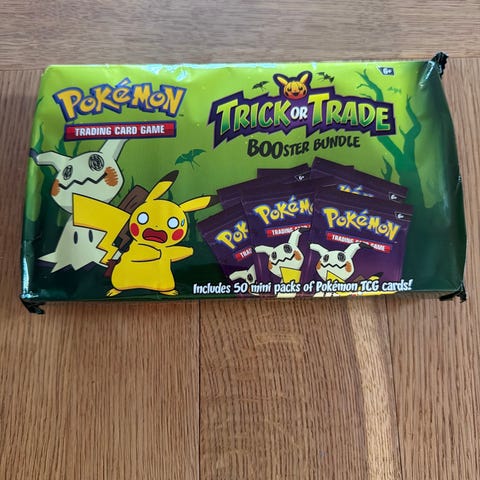 6+
POKéMON
TRADING CARD GAME
TRICK OR TRADE
BOOSTER BUNDLE
POKéMON
TRADING CARD
POKéMON
TRADING CARD GAME
Includes 50 mini packs of Pokémon TCG cards!